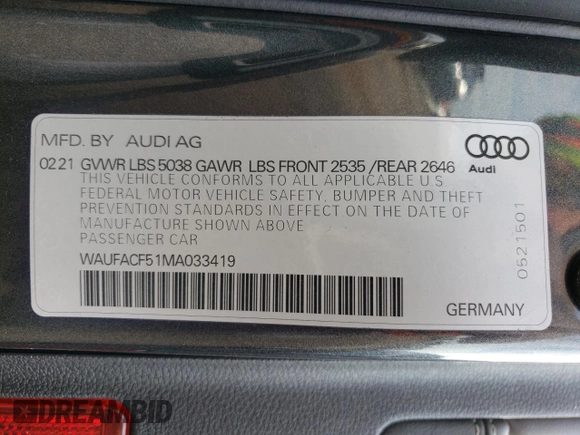 MFD. BY AUDI AG
Audi
0221 GVWR LBS 5038 GAWR LBS FRONT 2535 /REAR 2646
THIS VEHICLE CONFORMS TO ALL APPLICABLE U S
FEDERAL MOTOR VEHICLE SAFETY, BUMPER AND THEFT
PREVENTION STANDARDS IN EFFECT ON THE DATE OF
MANUFACTURE SHOWN ABOVE
PASSENGER CAR
WAUFACF51MA033419
0521501
GERMANY
DREAMBID